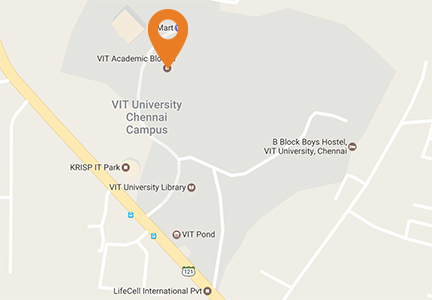 Mart
VIT Academic Blo
VIT University
Chennai
Campus
B Block Boys Hostel,
VIT University, Chennai
KRISP IT Park
VIT University Library
VIT Pond
121
LifeCell International Pvt